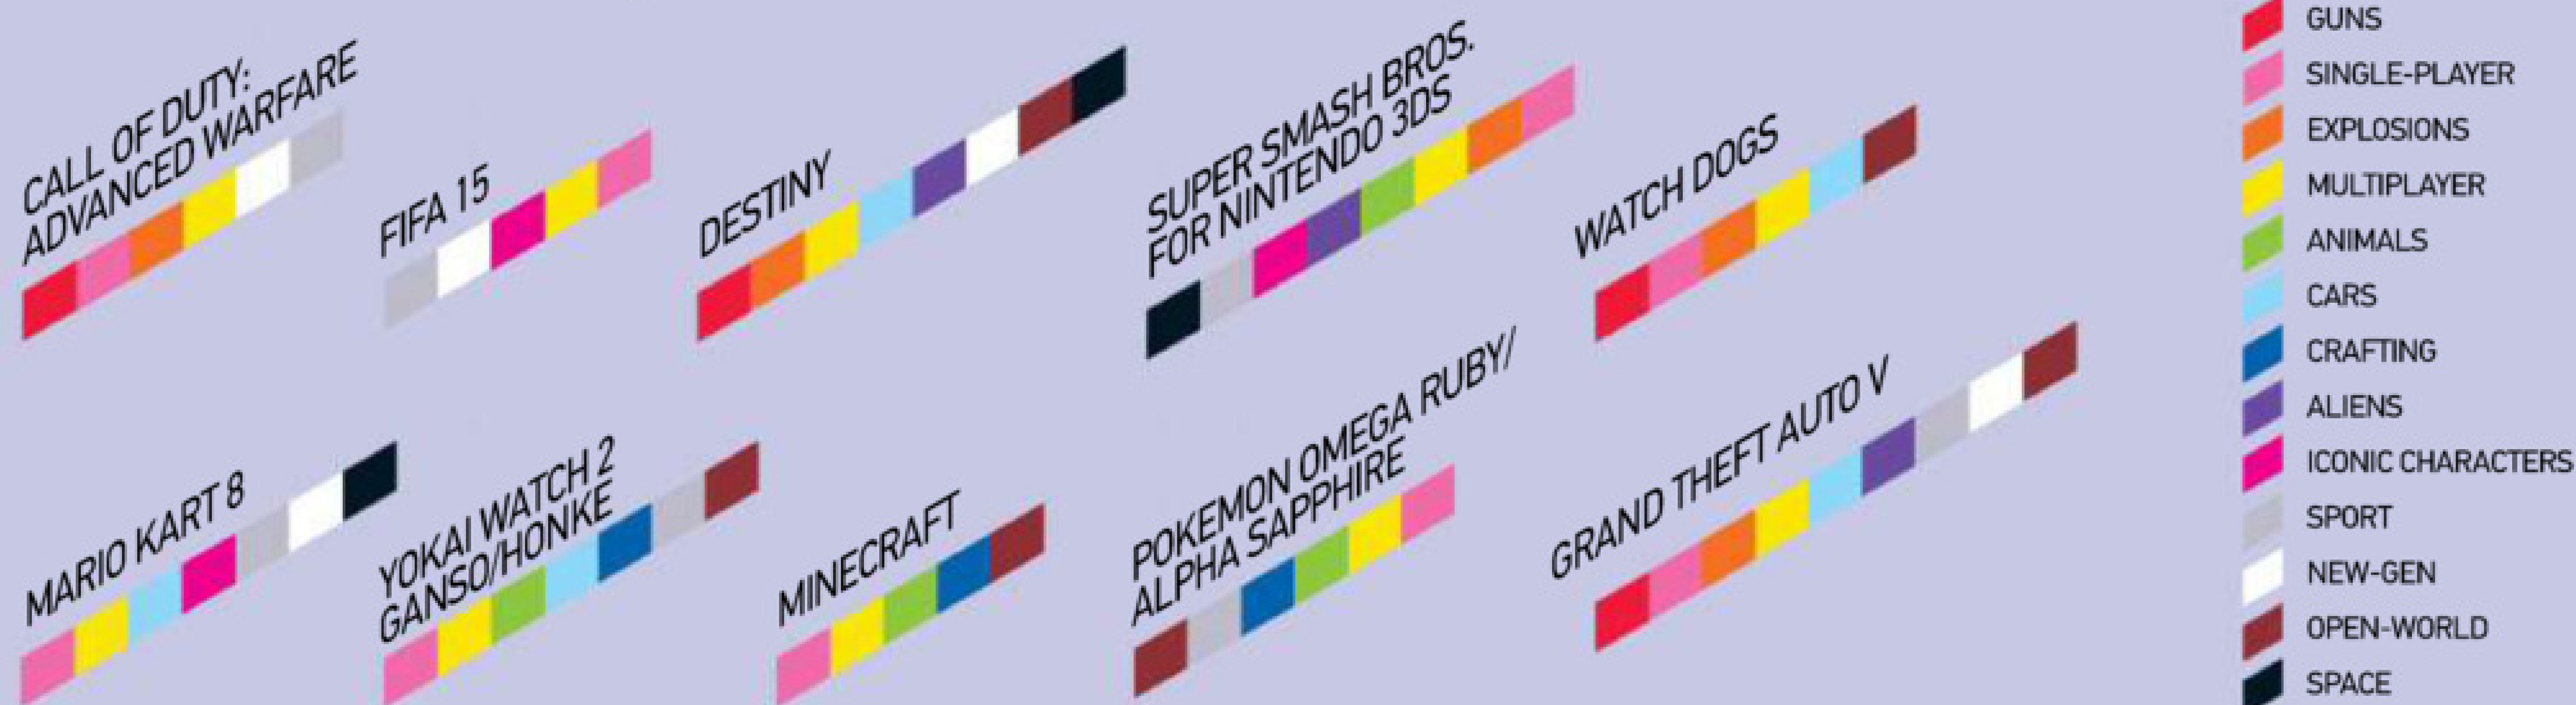 CALL OF DUTY:
ADVANCED WARFARE
FIFA 15
DESTINY
SUPER SMASH BROS.
FOR NINTENDO 3DS
WATCH DOGS
MARIO KART 8
YOKAI WATCH 2
GANSO/HONKE
MINECRAFT
POKEMON OMEGA RUBY/
ALPHA SAPPHIRE
GRAND THEFT AUTO V
GUNS
SINGLE-PLAYER
EXPLOSIONS
MULTIPLAYER
ANIMALS
CARS
CRAFTING
ALIENS
ICONIC CHARACTERS
SPORT
NEW-GEN
OPEN-WORLD
SPACE